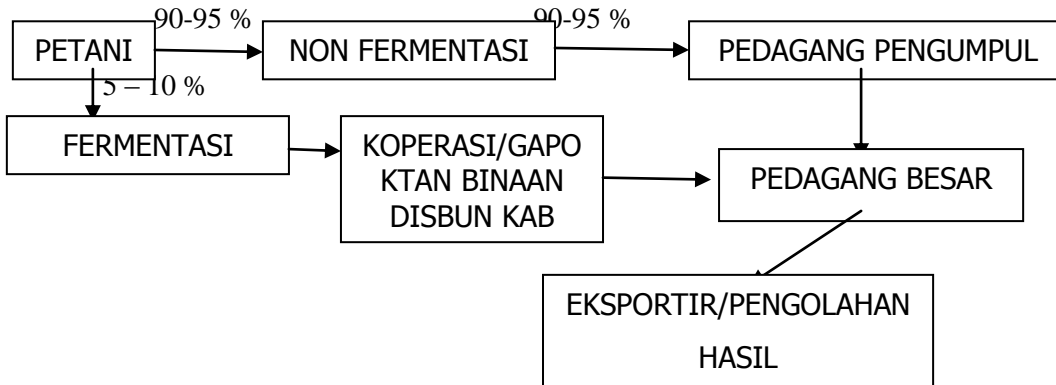 90-95 %
90-95 %
PETANI
NON FERMENTASI
PEDAGANG PENGUMPUL
5 – 10 %
FERMENTASI
KOPERASI/GAPO
KTAN BINAAN
DISBUN KAB
PEDAGANG BESAR
EKSPORTIR/PENGOLAHAN
HASIL